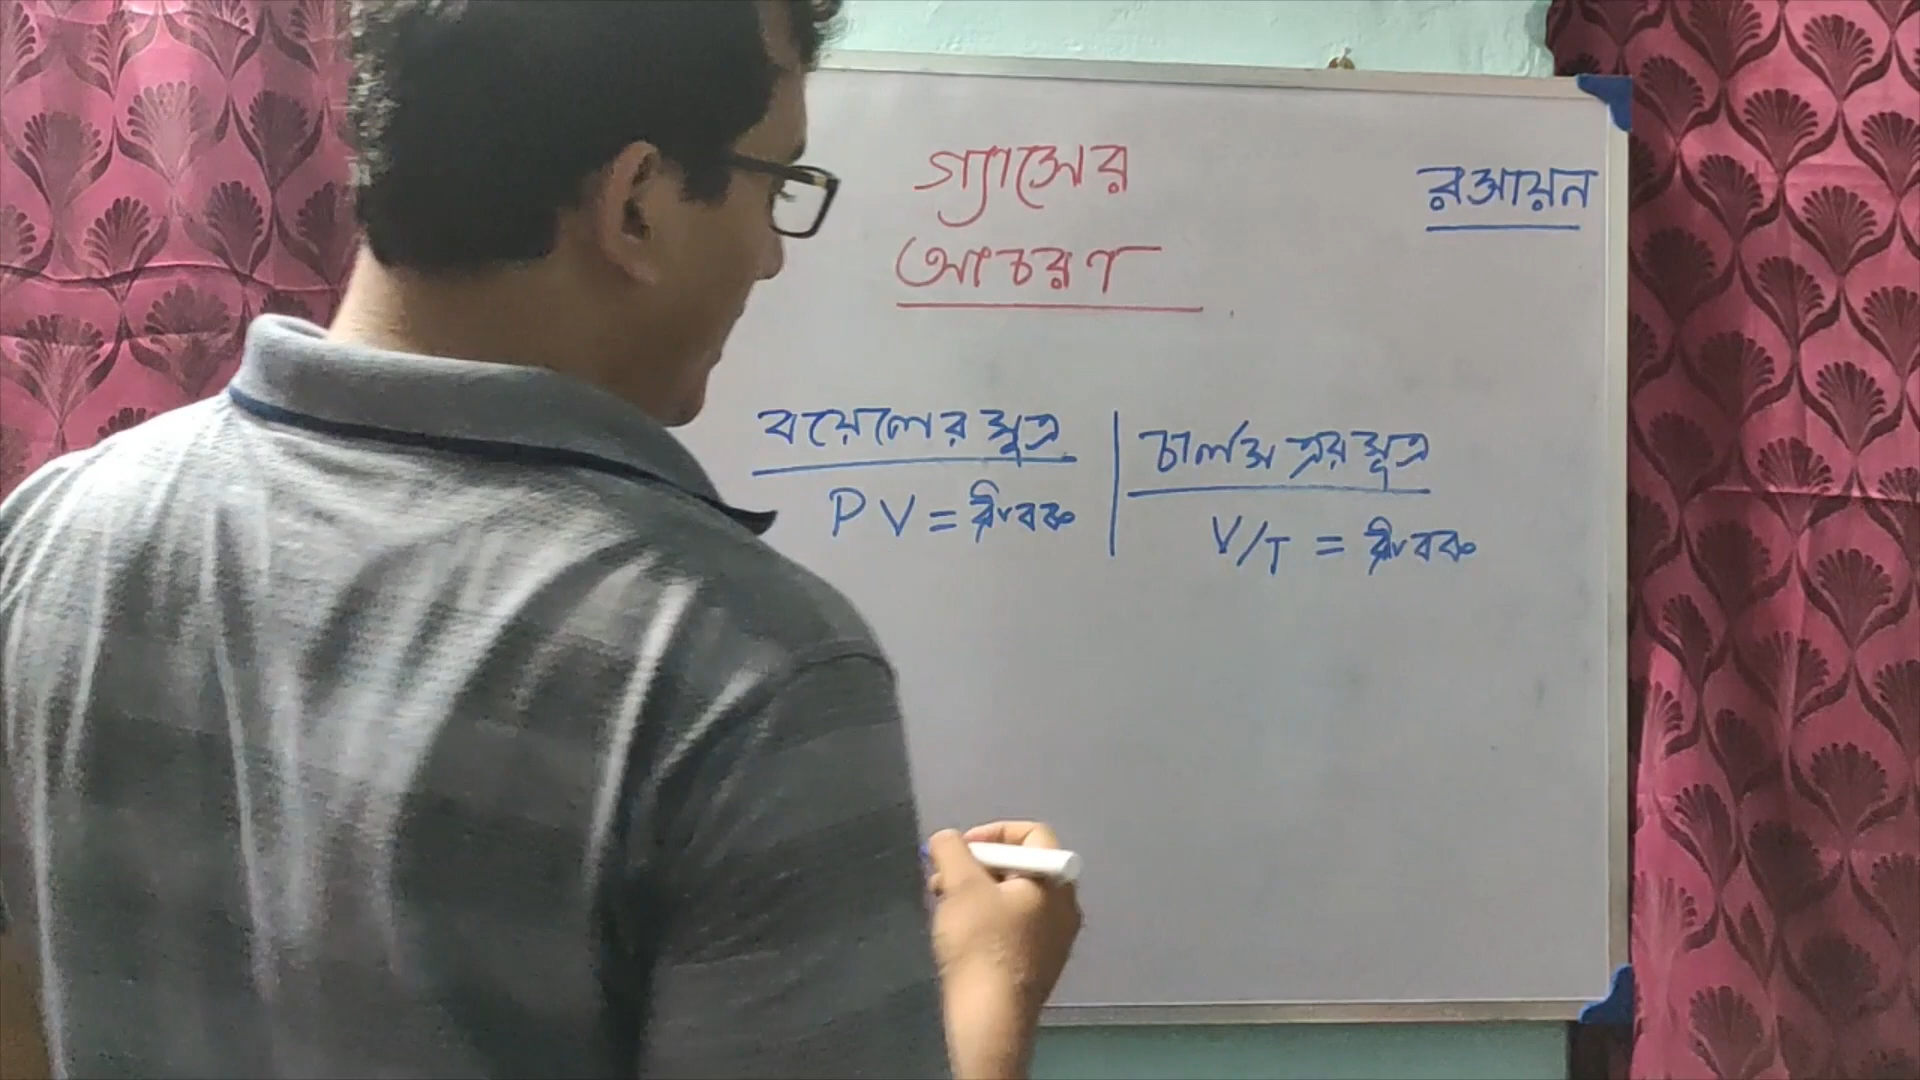 গ্যাসের
আচরণ
রসায়ন
বয়েলের সূত্র
PV = ধ্রুবক
চার্লস এর সূত্র
V/T = ধ্রুবক